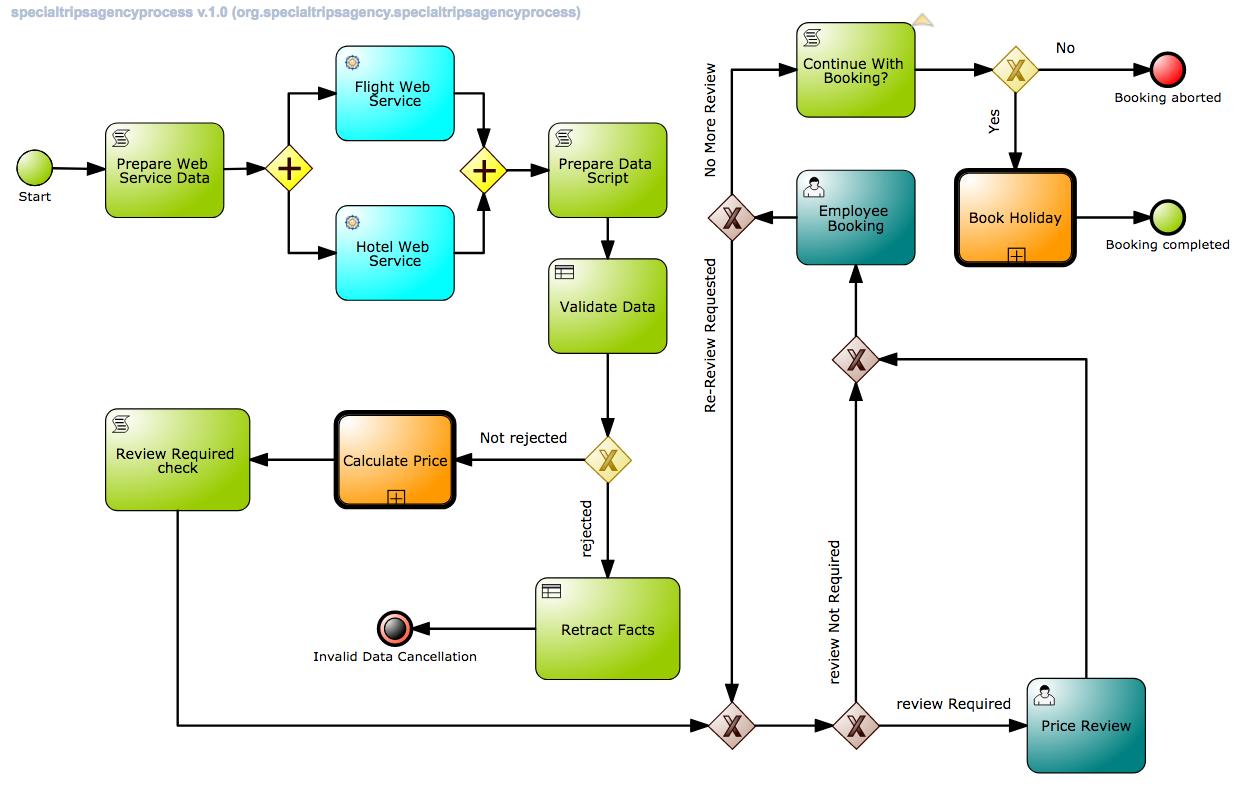 specialtripsagencyprocess v.1.0 (org.specialtripsagency.specialtripsagencyprocess)
Start
Prepare Web
Service Data
Flight Web
Service
Hotel Web
Service
Prepare Data
Script
Validate Data
Not rejected
rejected
Calculate Price
Review Required
check
Retract Facts
Invalid Data Cancellation
No More Review
Re-Review Requested
Continue With
Booking?
No
Booking aborted
Yes
Employee
Booking
Book Holiday
Booking completed
review Not Required
review Required
Price Review